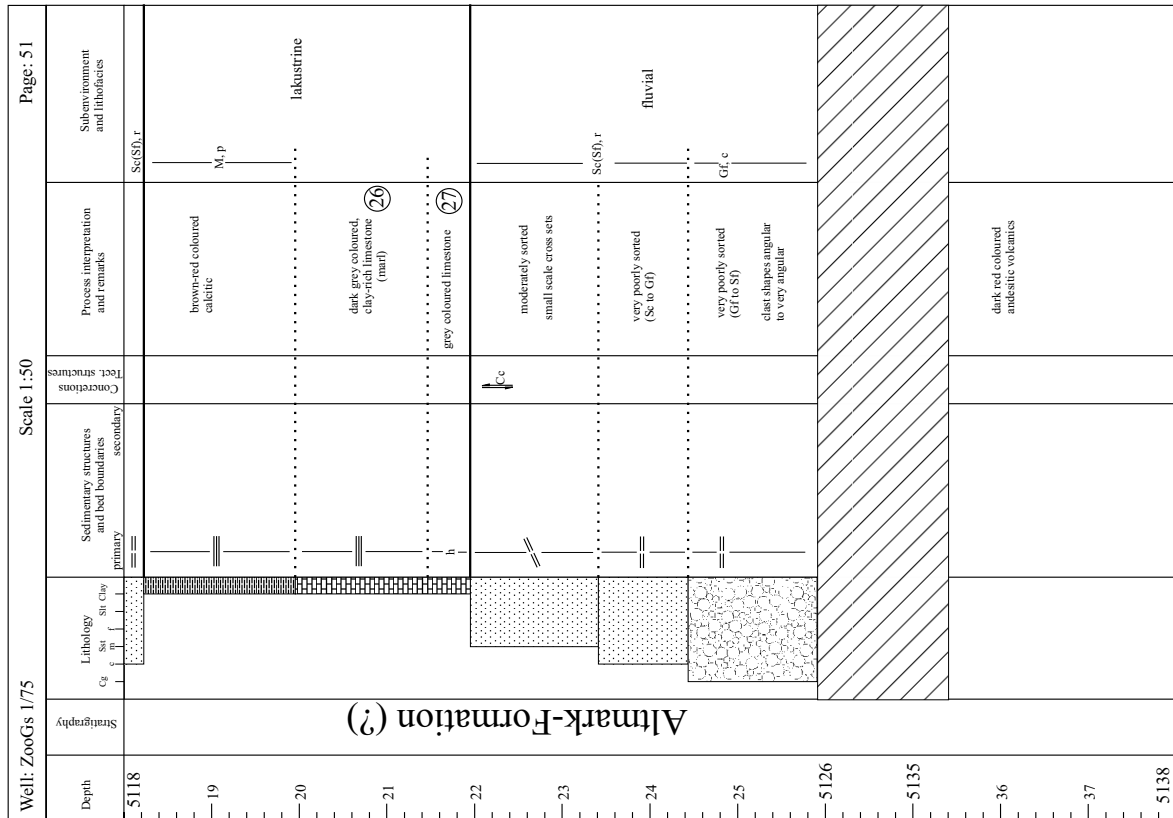 Well: ZooGs 1/75
Scale 1:50
Page: 51
Depth
Stratigraphy
Lithology
Cg
c
Sst
m
f
Slt
Clay
Sedimentary structures
and bed boundaries
primary
secondary
Concretions
Tect. structures
Process interpretation
and remarks
Subenvironment
and lithofacies
5118
19
20
21
22
23
24
25
5126
5135
36
37
5138
Altmark-Formation (?)
h
Cc
brown-red coloured
calcitic
dark grey coloured,
clay-rich limestone
(marl)
26
grey coloured limestone
27
moderately sorted
small scale cross sets
very poorly sorted
(Sc to Gf)
very poorly sorted
(Gf to Sf)
clast shapes angular
to very angular
dark red coloured
andesitic volcanics
Sc(Sf), r
M, p
lakustrine
Sc(Sf), r
fluvial
Gf, c